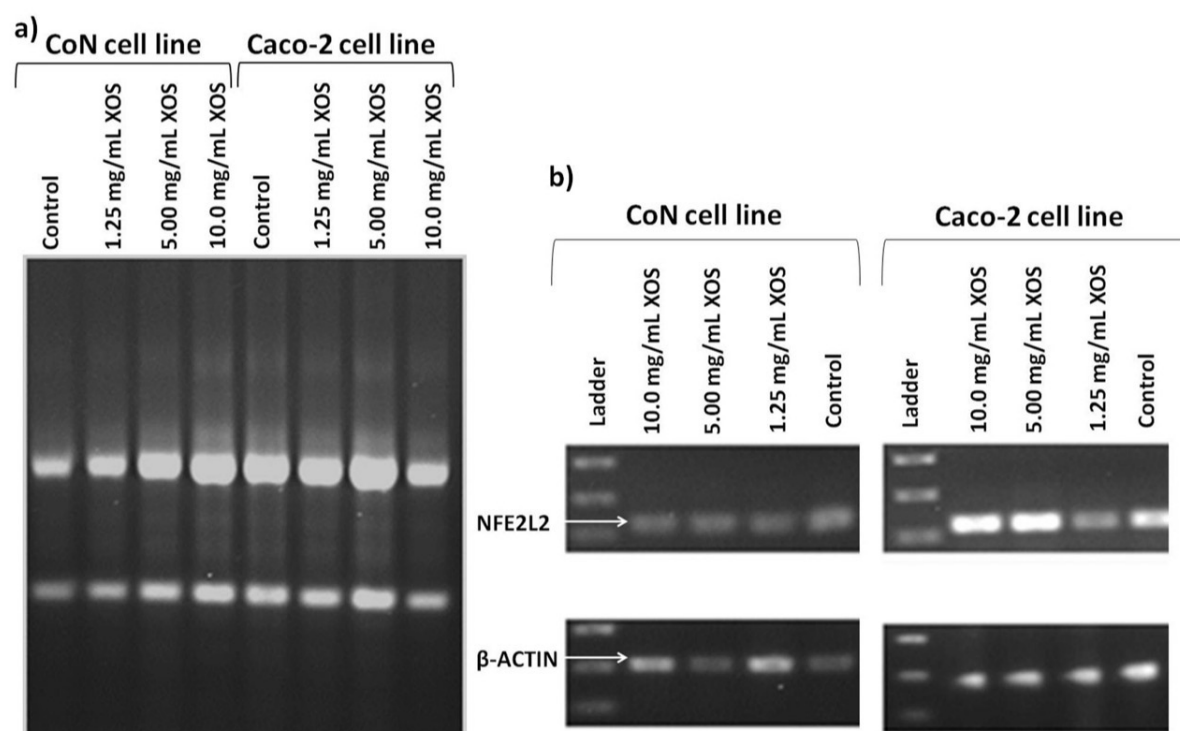 a)
CoN cell line
Caco-2 cell line
Control
1.25 mg/mL XOS
5.00 mg/mL XOS
10.0 mg/mL XOS
Control
1.25 mg/mL XOS
5.00 mg/mL XOS
10.0 mg/mL XOS
b)
CoN cell line
Caco-2 cell line
Ladder
10.0 mg/mL XOS
5.00 mg/mL XOS
1.25 mg/mL XOS
Control
Ladder
10.0 mg/mL XOS
5.00 mg/mL XOS
1.25 mg/mL XOS
Control
NFE2L2
β-ACTIN